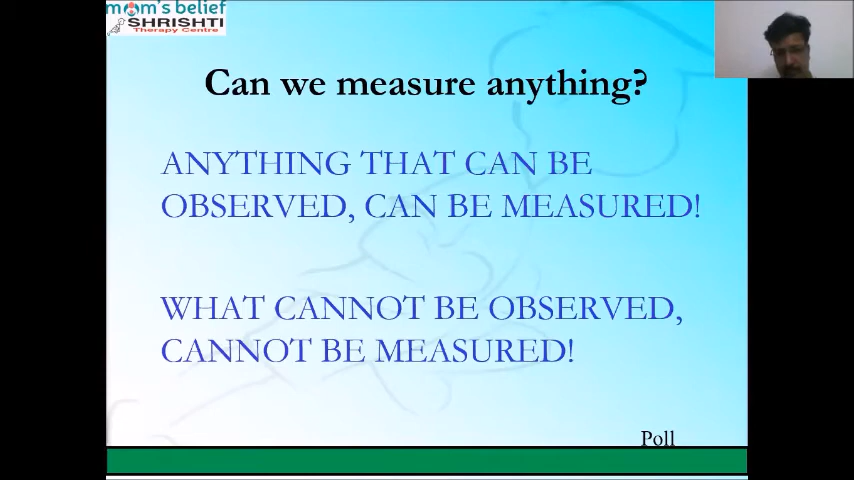 mom's belief
SHRISHTI
Therapy Centre
Can we measure anything?
ANYTHING THAT CAN BE
OBSERVED, CAN BE MEASURED!
WHAT CANNOT BE OBSERVED,
CANNOT BE MEASURED!
Poll